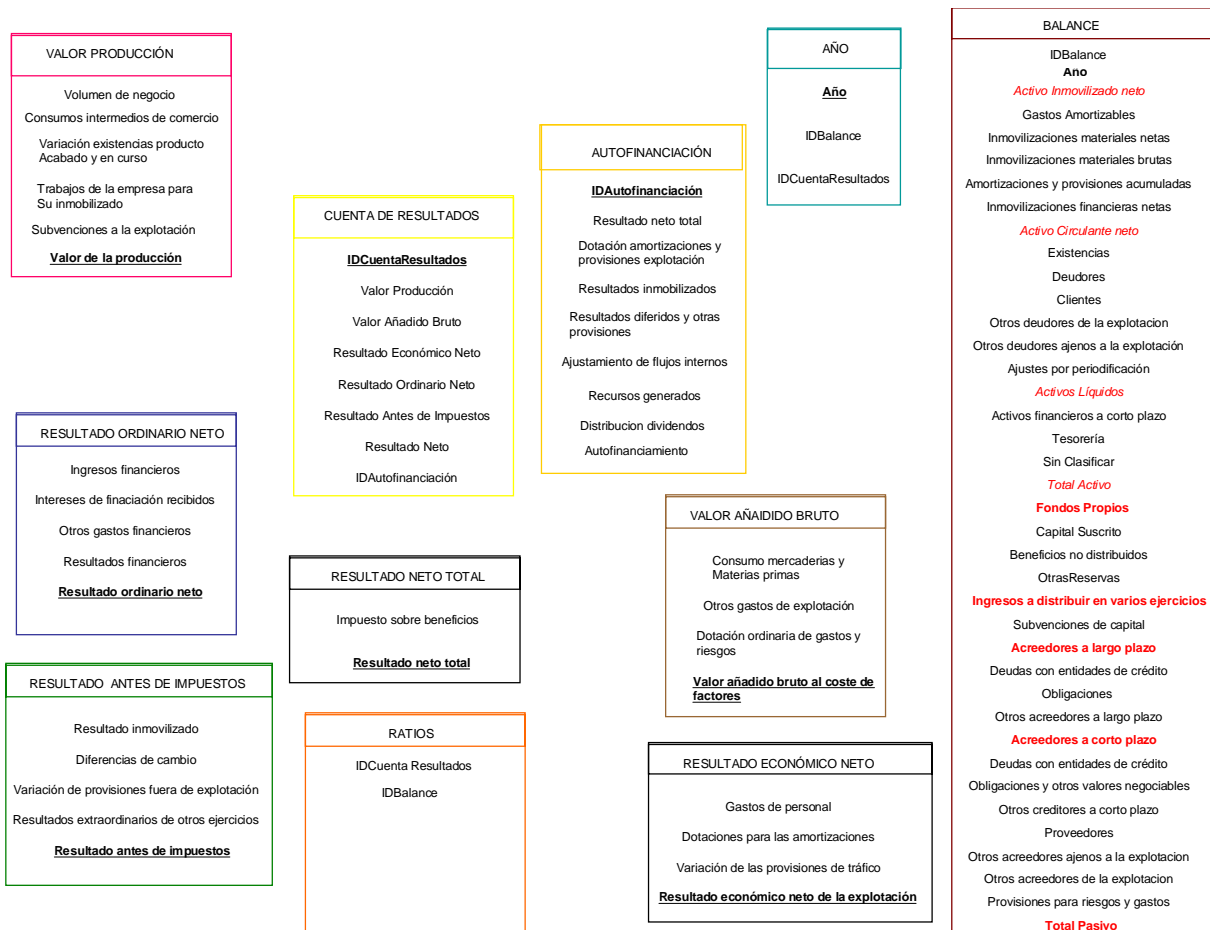 VALOR PRODUCCIÓN
Volumen de negocio
Consumos intermedios de comercio
Variación existencias producto
Acabado y en curso
Trabajos de la empresa para
Su inmobilizado
Subvenciones a la explotación
Valor de la producción
CUENTA DE RESULTADOS
IDCuentaResultados
Valor Producción
Valor Añadido Bruto
Resultado Económico Neto
Resultado Ordinario Neto
Resultado Antes de Impuestos
Resultado Neto
IDAutofinanciación
AUTOFINANCIACIÓN
IDAutofinanciación
Resultado neto total
Dotación amortizaciones y
provisiones explotación
Resultados inmobilizados
Resultados diferidos y otras
provisiones
Ajustamiento de flujos internos
Recursos generados
Distribucion dividendos
Autofinanciamiento
AÑO
Año
IDBalance
IDCuentaResultados
RESULTADO ORDINARIO NETO
Ingresos financieros
Intereses de finaciación recibidos
Otros gastos financieros
Resultados financieros
Resultado ordinario neto
RESULTADO NETO TOTAL
Impuesto sobre beneficios
Resultado neto total
VALOR AÑAIDIDO BRUTO
Consumo mercaderias y
Materias primas
Otros gastos de explotación
Dotación ordinaria de gastos y
riesgos
Valor añadido bruto al coste de
factores
RESULTADO ANTES DE IMPUESTOS
Resultado inmovilizado
Diferencias de cambio
Variación de provisiones fuera de explotación
Resultados extraordinarios de otros ejercicios
Resultado antes de impuestos
RATIOS
IDCuenta Resultados
IDBalance
RESULTADO ECONÓMICO NETO
Gastos de personal
Dotaciones para las amortizaciones
Variación de las provisiones de tráfico
Resultado económico neto de la explotación
BALANCE
IDBalance
Ano
Activo Inmovilizado neto
Gastos Amortizables
Inmovilizaciones materiales netas
Inmovilizaciones materiales brutas
Amortizaciones y provisiones acumuladas
Inmovilizaciones financieras netas
Activo Circulante neto
Existencias
Deudores
Clientes
Otros deudores de la explotacion
Otros deudores ajenos a la explotación
Ajustes por periodificación
Activos Líquidos
Activos financieros a corto plazo
Tesorería
Sin Clasificar
Total Activo
Fondos Propios
Capital Suscrito
Beneficios no distribuidos
OtrasReservas
Ingresos a distribuir en varios ejercicios
Subvenciones de capital
Acreedores a largo plazo
Deudas con entidades de crédito
Obligaciones
Otros acreedores a largo plazo
Acreedores a corto plazo
Deudas con entidades de crédito
Obligaciones y otros valores negociables
Otros creditores a corto plazo
Proveedores
Otros acreedores ajenos a la explotacion
Otros acreedores de la explotacion
Provisiones para riesgos y gastos
Total Pasivo